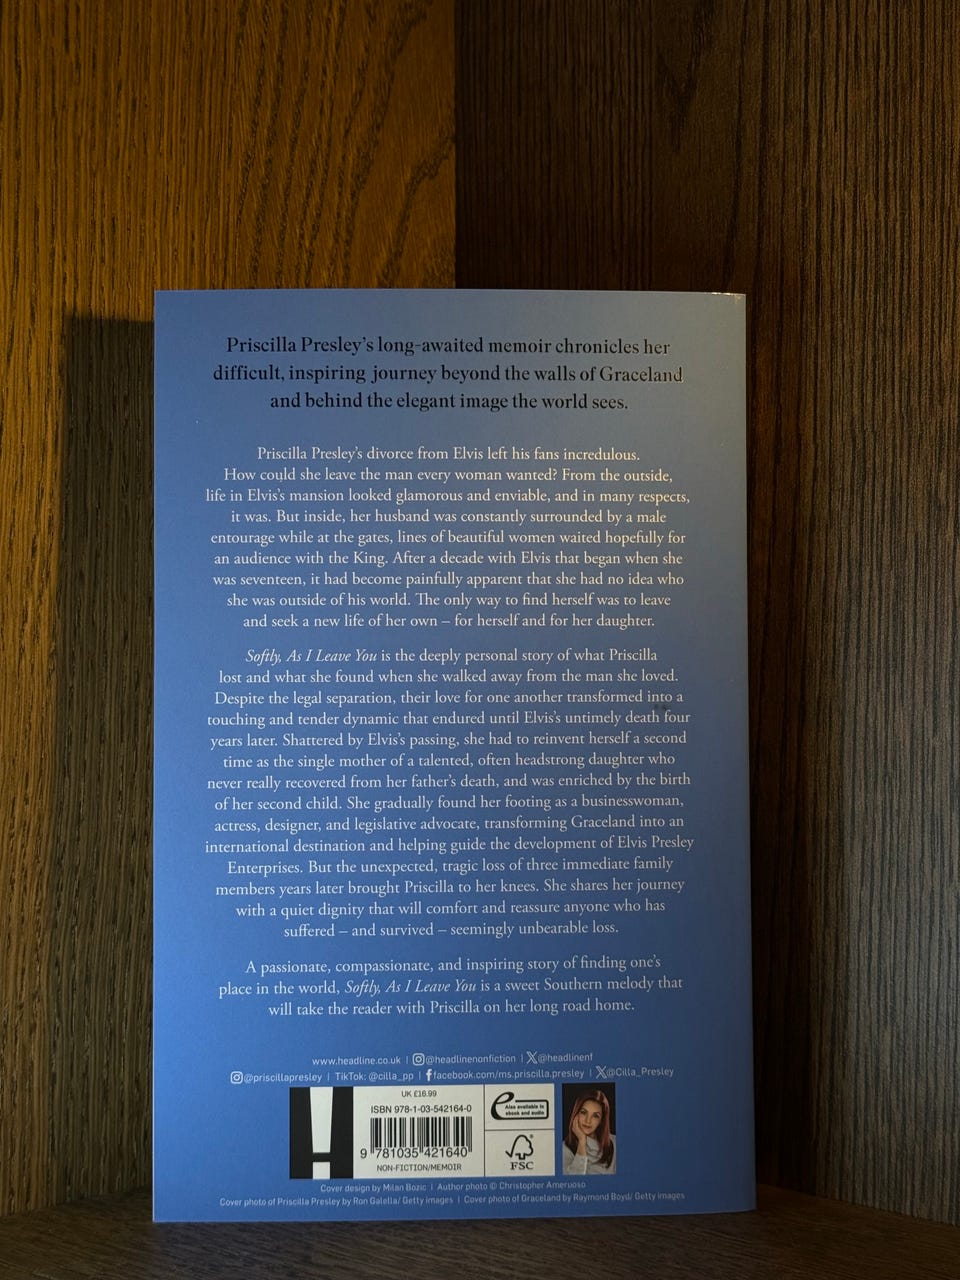 Priscilla Presley's long-awaited memoir chronicles her
difficult, inspiring journey beyond the walls of Graceland
and behind the elegant image the world sees.
Priscilla Presley's divorce from Elvis left his fans incredulous.
How could she leave the man every woman wanted? From the outside,
life in Elvis's mansion looked glamorous and enviable, and in many respects,
it was. But inside, her husband was constantly surrounded by a male
entourage while at the gates, lines of beautiful women waited hopefully for
an audience with the King. After a decade with Elvis that began when she
was seventeen, it had become painfully apparent that she had no idea who
she was outside of his world. The only way to find herself was to leave
and seek a new life of her own – for herself and for her daughter.
Softly, As I Leave You is the deeply personal story of what Priscilla
lost and what she found when she walked away from the man she loved.
Despite the legal separation, their love for one another transformed into a
touching and tender dynamic that endured until Elvis's untimely death four
years later. Shattered by Elvis's passing, she had to reinvent herself a second
time as the single mother of a talented, often headstrong daughter who
never really recovered from her father's death, and was enriched by the birth
of her second child. She gradually found her footing as a businesswoman,
actress, designer, and legislative advocate, transforming Graceland into an
international destination and helping guide the development of Elvis Presley
Enterprises. But the unexpected, tragic loss of three immediate family
members years later brought Priscilla to her knees. She shares her journey
with a quiet dignity that will comfort and reassure anyone who has
suffered – and survived – seemingly unbearable loss.
A passionate, compassionate, and inspiring story of finding one's
place in the world, Softly, As I Leave You is a sweet Southern melody that
will take the reader with Priscilla on her long road home.
www.headline.co.uk | @headlinenonfiction | X@headlinenf
@priscillapresley | TikTok: @cilla_pp | facebook.com/ms.priscilla.presley | X@Cilla_Presley
H
UK £16.99
ISBN 978-1-03-542164-0
9 781035 421640
NON-FICTION/MEMOIR
e
Also available in
ebook and audio
FSC
Cover design by Milan Bozic | Author photo © Christopher Ameruoso
Cover photo of Priscilla Presley by Ron Galella/ Getty images | Cover photo of Graceland by Raymond Boyd/ Getty images